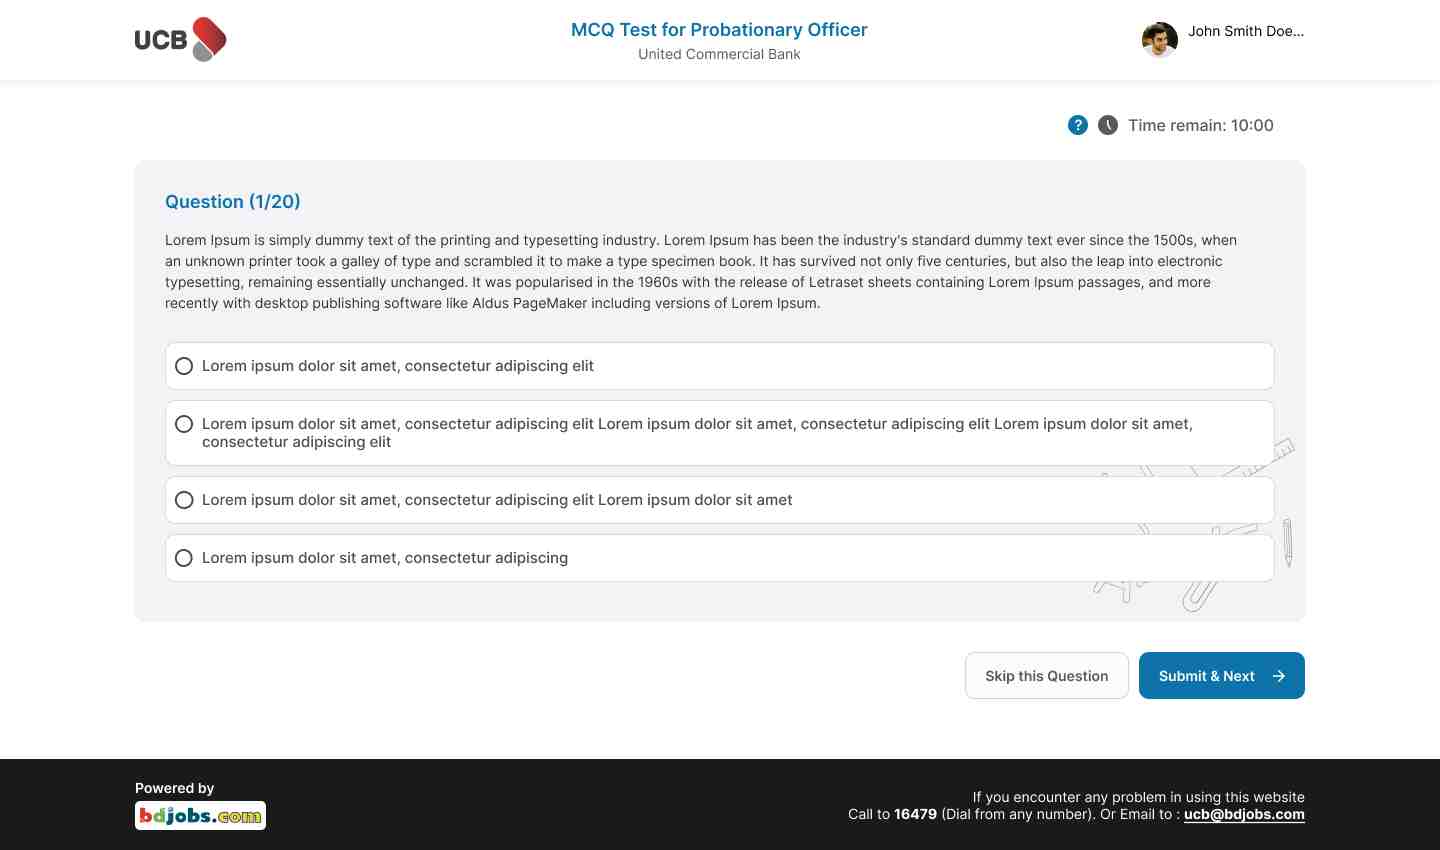 UCB
MCQ Test for Probationary Officer
United Commercial Bank
John Smith Doe...
? Time remain: 10:00
Question (1/20)
Lorem Ipsum is simply dummy text of the printing and typesetting industry. Lorem Ipsum has been the industry's standard dummy text ever since the 1500s, when
an unknown printer took a galley of type and scrambled it to make a type specimen book. It has survived not only five centuries, but also the leap into electronic
typesetting, remaining essentially unchanged. It was popularised in the 1960s with the release of Letraset sheets containing Lorem Ipsum passages, and more
recently with desktop publishing software like Aldus PageMaker including versions of Lorem Ipsum.
Lorem ipsum dolor sit amet, consectetur adipiscing elit
Lorem ipsum dolor sit amet, consectetur adipiscing elit Lorem ipsum dolor sit amet, consectetur adipiscing elit Lorem ipsum dolor sit amet,
consectetur adipiscing elit
Lorem ipsum dolor sit amet, consectetur adipiscing elit Lorem ipsum dolor sit amet
Lorem ipsum dolor sit amet, consectetur adipiscing
Skip this Question
Submit & Next
Powered by
bdjobs.com
If you encounter any problem in using this website
Call to 16479 (Dial from any number). Or Email to : ucb@bdjobs.com